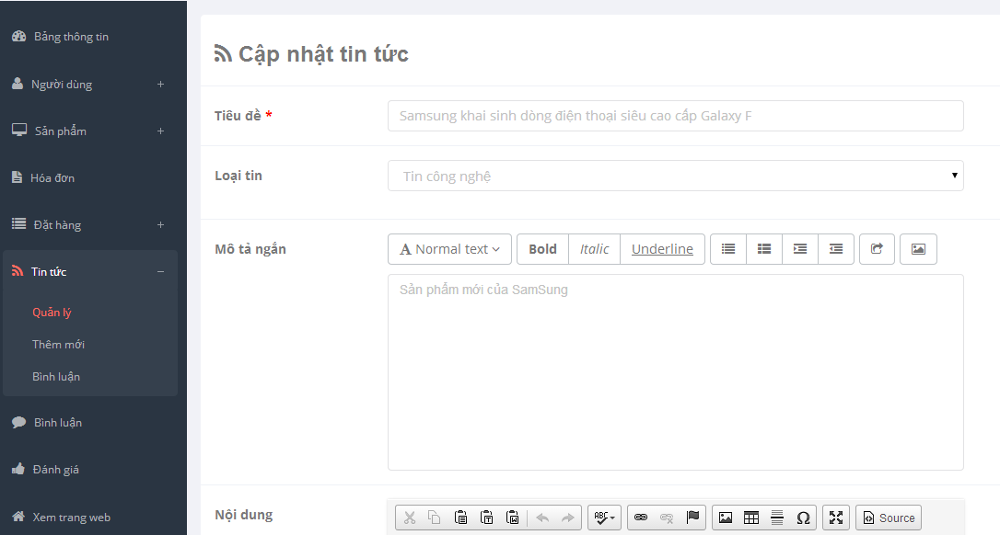 Bảng thông tin
Người dùng
Sản phẩm
Hóa đơn
Đặt hàng
Tin tức
Quản lý
Thêm mới
Bình luận
Bình luận
Đánh giá
Xem trang web
Cập nhật tin tức
Tiêu đề *
Samsung khai sinh dòng điện thoại siêu cao cấp Galaxy F
Loại tin
Tin công nghệ
Mô tả ngắn
A Normal text Bold Italic Underline
Sản phẩm mới của SamSung
Nội dung
ABC Ω Source